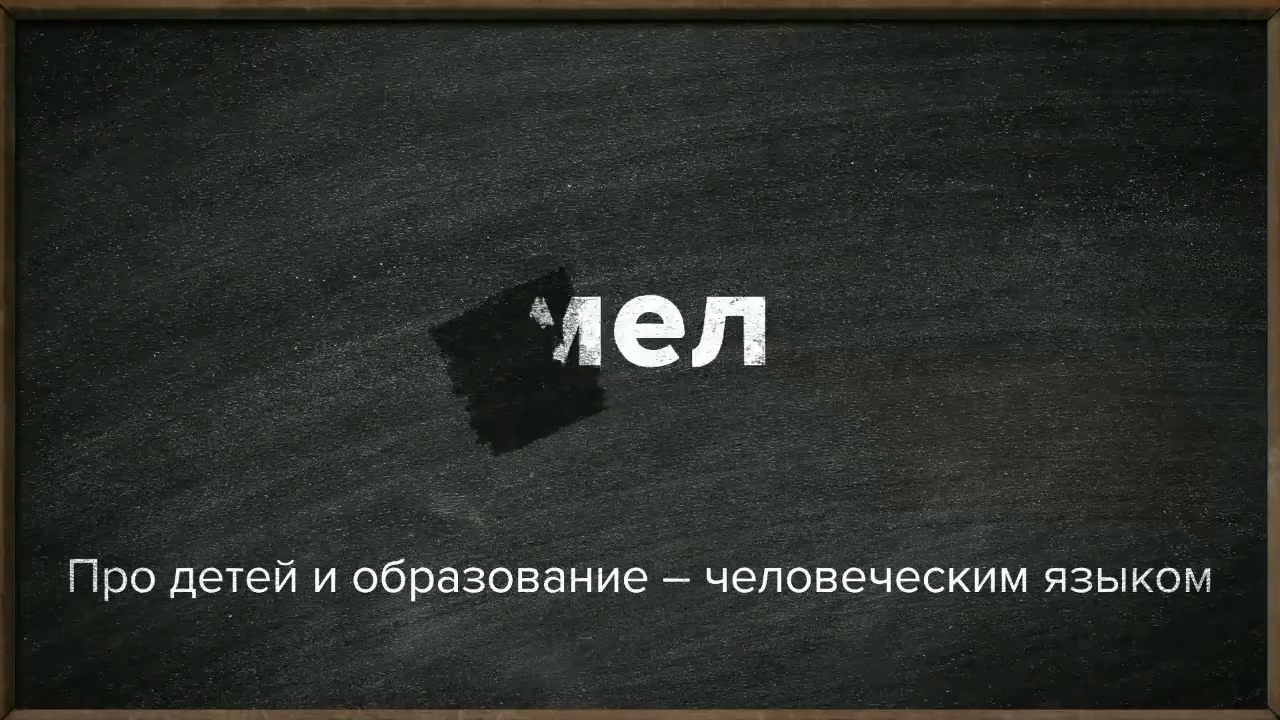 мел
Про детей и образование – человеческим языком